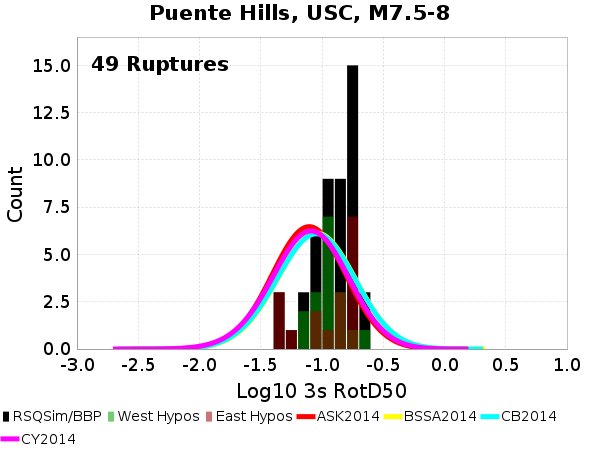 Puente Hills, USC, M7.5-8
49 Ruptures
15.0
12.5
10.0
7.5
5.0
2.5
0.0
Count
-3.0 -2.5 -2.0 -1.5 -1.0 -0.5 0.0 0.5 1.0
Log10 3s RotD50
RSQSim/BBP West Hypos East Hypos ASK2014 BSSA2014 CB2014
CY2014